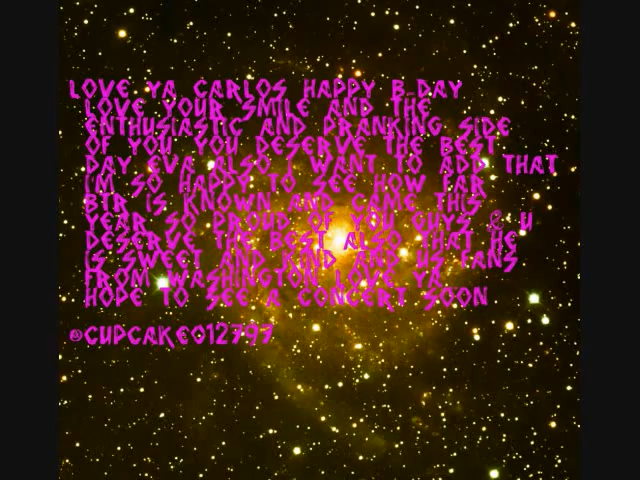 LOVE YA CARLOS HAPPY B-DAY
LOVE YOUR SMILE AND THE
ENTHUSIASTIC AND PRANKING SIDE
OF YOU YOU DESERVE THE BEST
DAY EVA ALSO I WANT TO ADD THAT
I'M SO HAPPY TO SEE HOW FAR
BTR IS KNOWN AND CAME THIS
YEAR SO PROUD OF YOU GUYS & U
DESERVE THE BEST ALSO THAT HE
IS SWEET AND KIND AND US FANS
FROM WASHINGTON LOVE YA
HOPE TO SEE A CONCERT SOON
@CUPCAKE012797